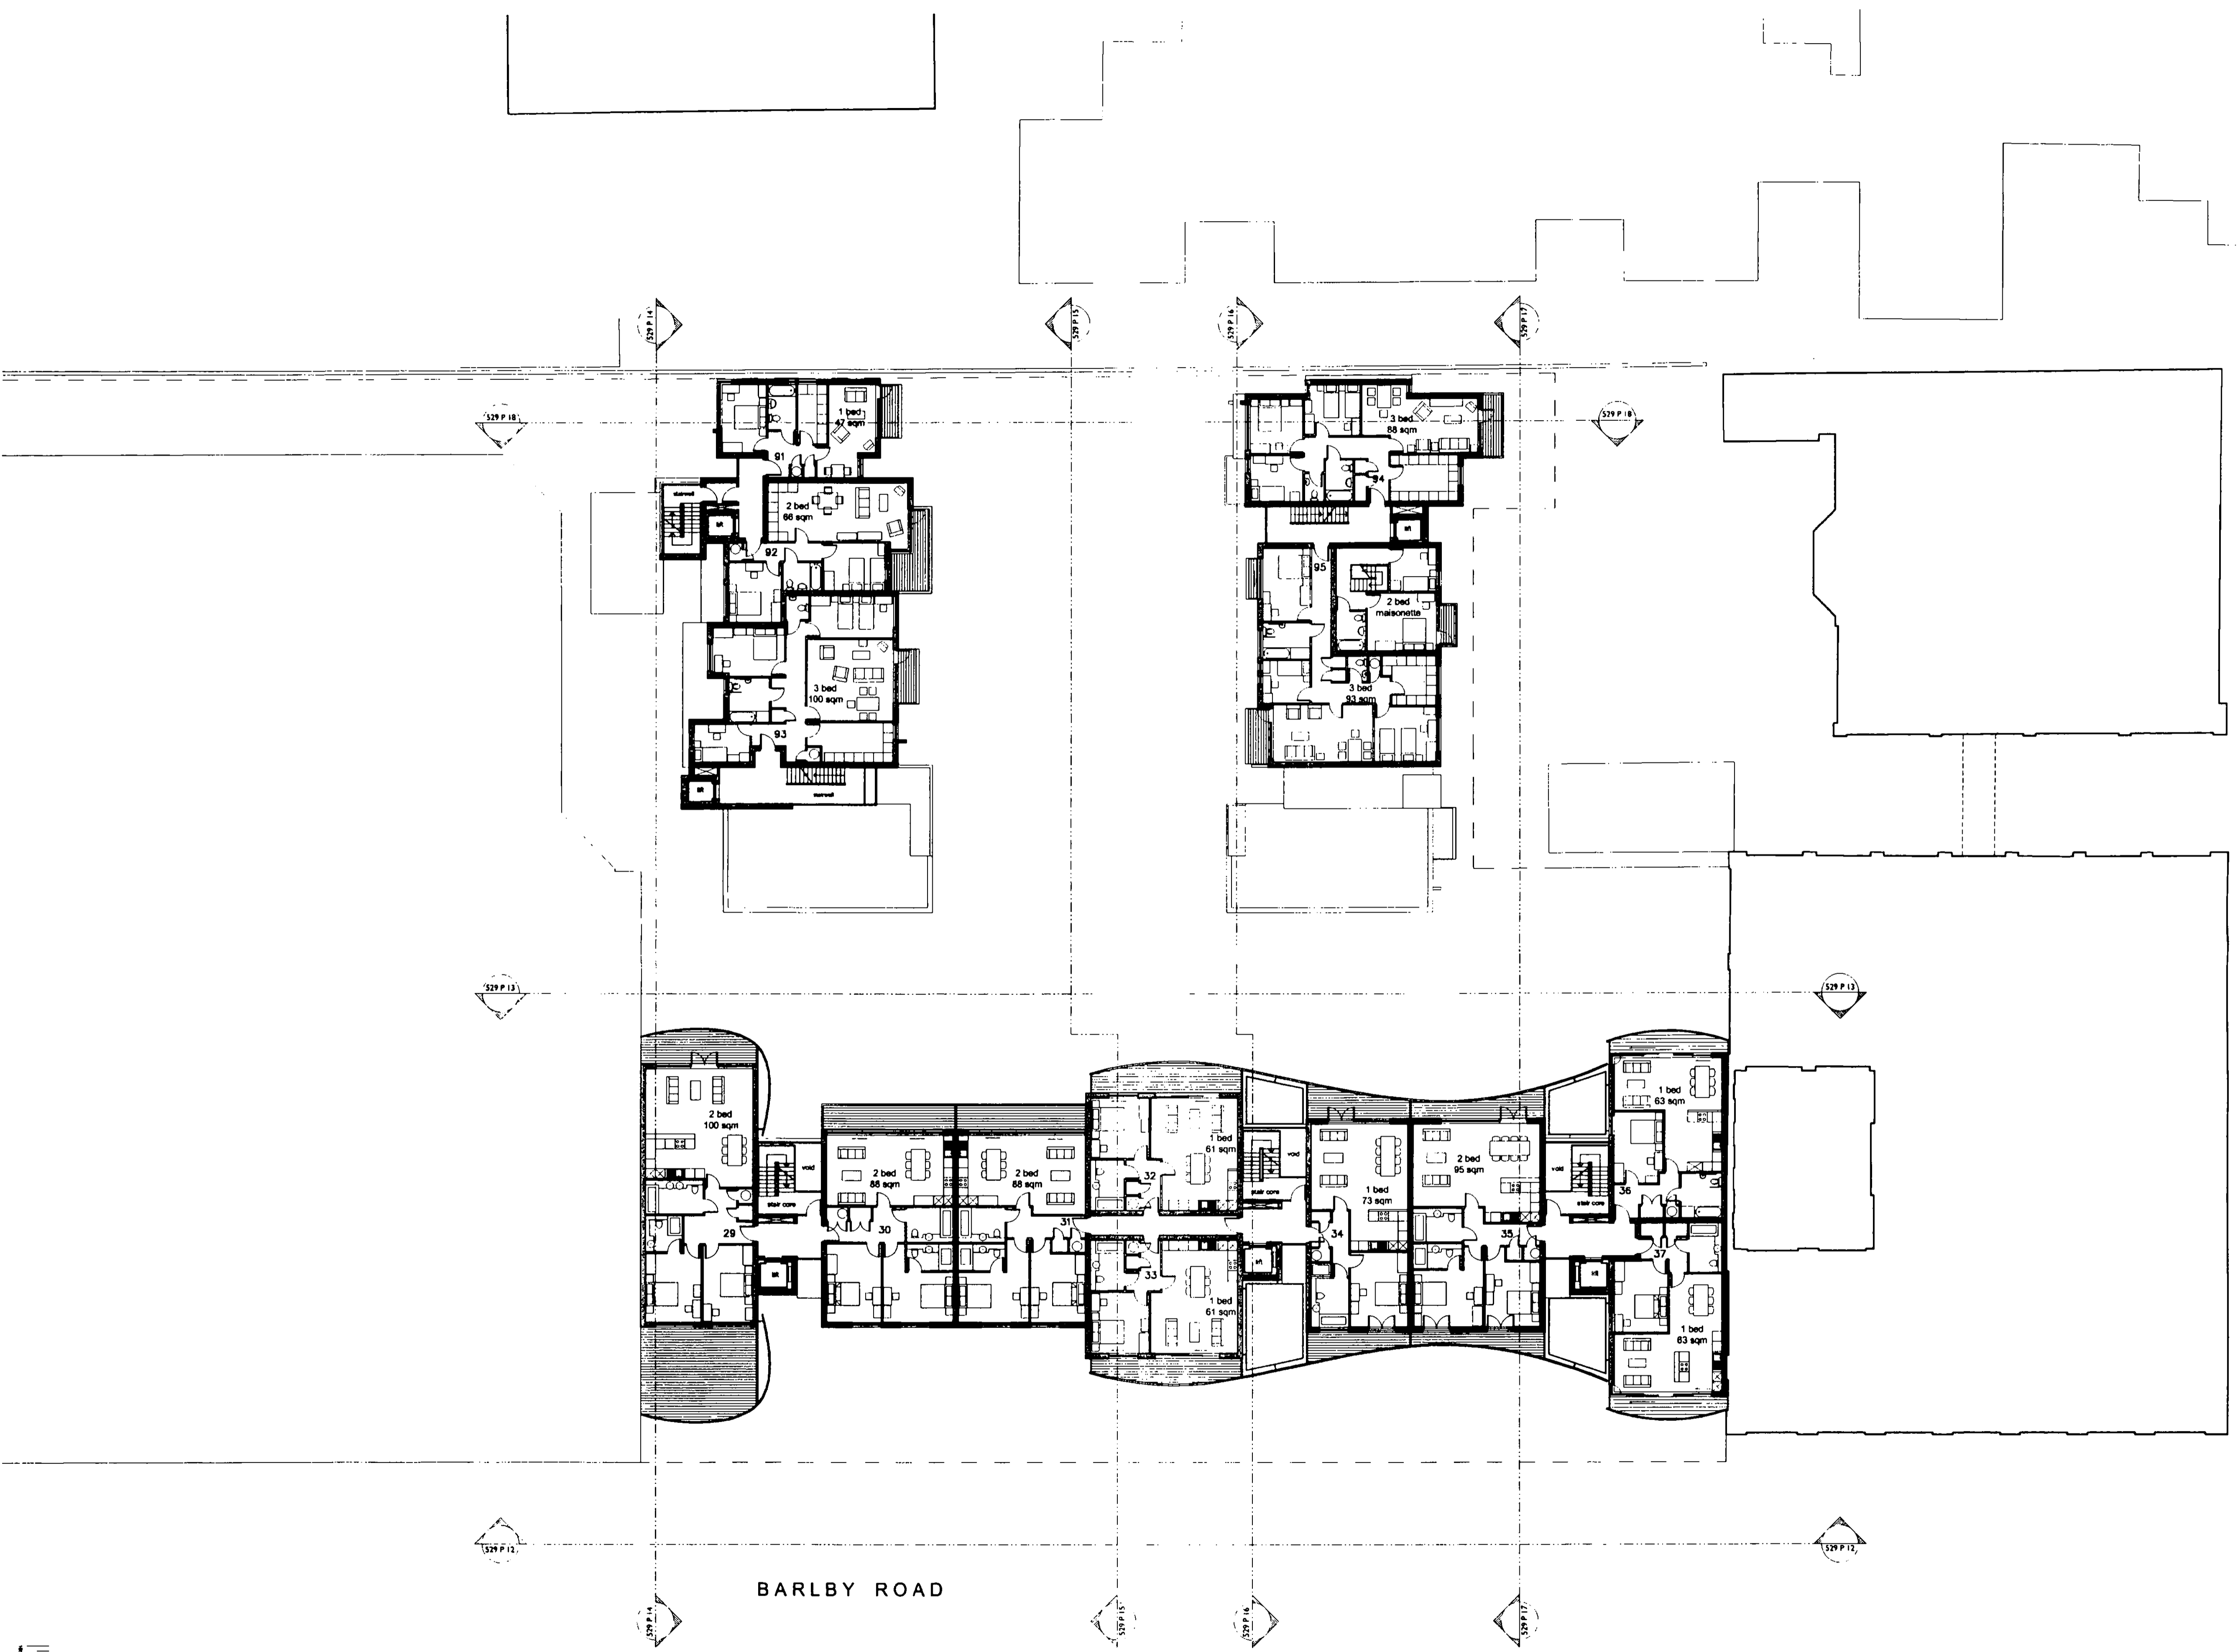 529 P 14
529 P 15
529 P 16
529 P 17
529 P 18
529 P 18
1 bed
47 sqm
91
stairwell
lift
2 bed
66 sqm
92
3 bed
100 sqm
93
lift
stairwell
3 bed
88 sqm
94
lift
95
2 bed
maisonette
3 bed
93 sqm
529 P 13
529 P 13
2 bed
100 sqm
29
void
stair core
lift
2 bed
88 sqm
30
2 bed
88 sqm
31
1 bed
61 sqm
32
33
1 bed
61 sqm
void
stair core
lift
1 bed
73 sqm
34
2 bed
95 sqm
35
void
stair core
lift
1 bed
63 sqm
36
37
1 bed
63 sqm
529 P 12
529 P 12
BARLBY ROAD
529 P 14
529 P 15
529 P 16
529 P 17